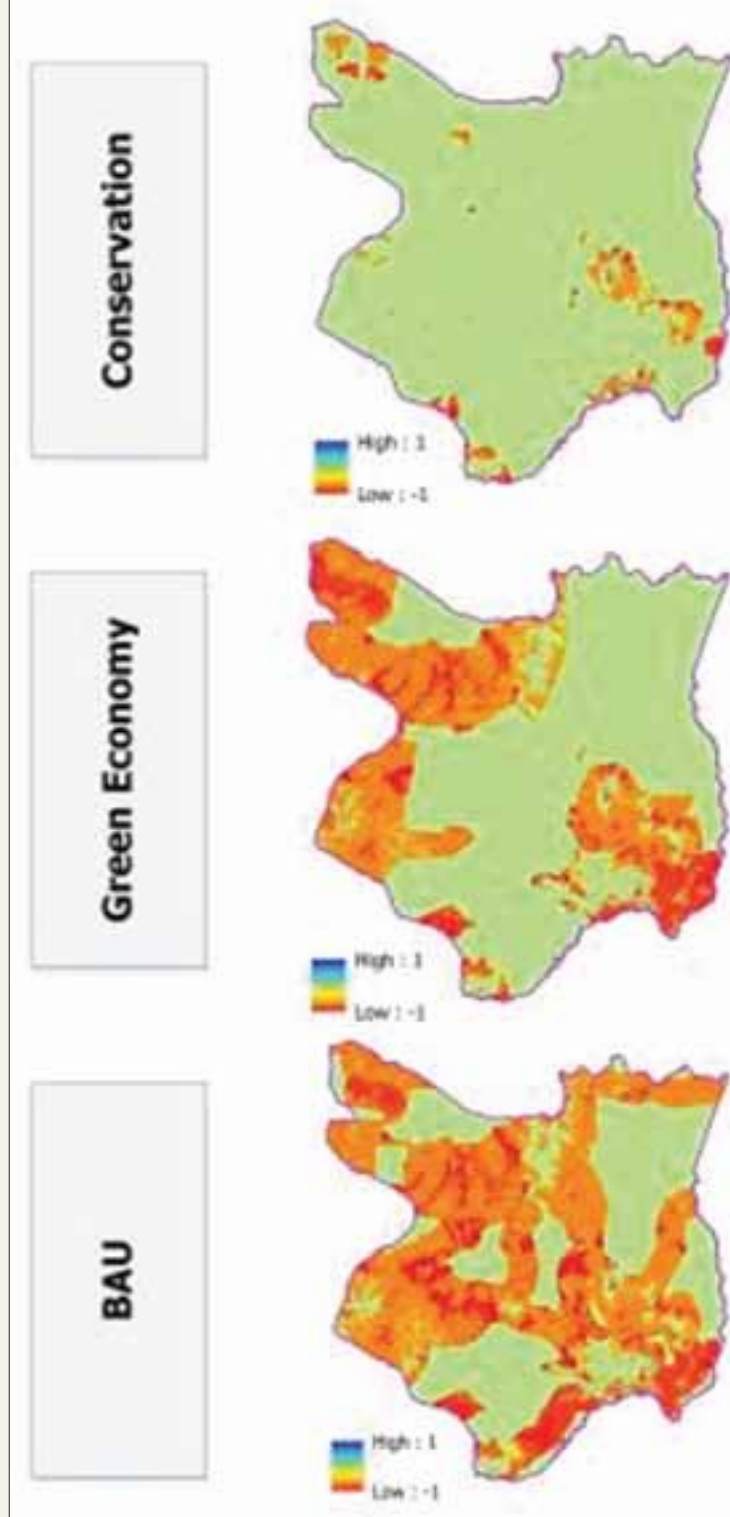 Conservation
High : 1
Low : -1
Green Economy
High : 1
Low : -1
BAU
High : 1
Low : -1